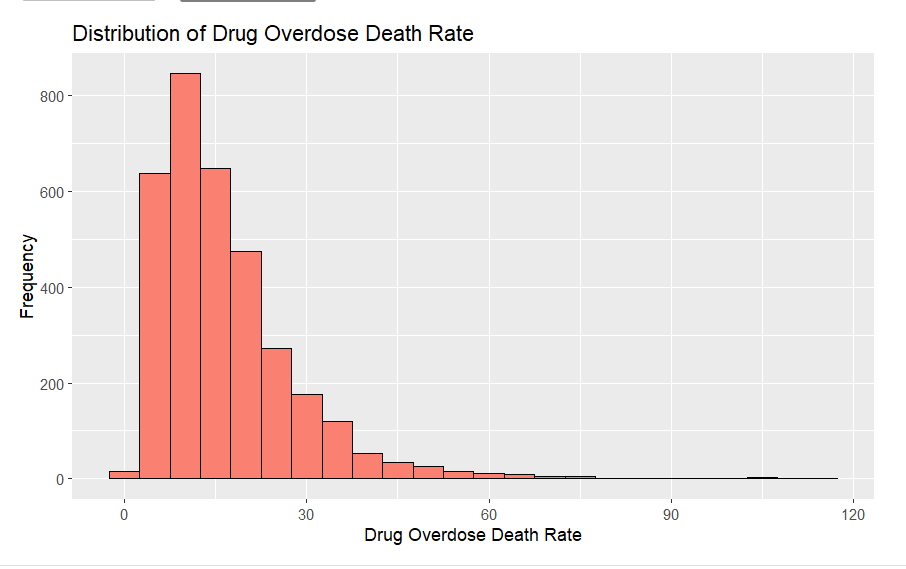 Distribution of Drug Overdose Death Rate
800
600
400
200
0
Frequency
0 30 60 90 120
Drug Overdose Death Rate